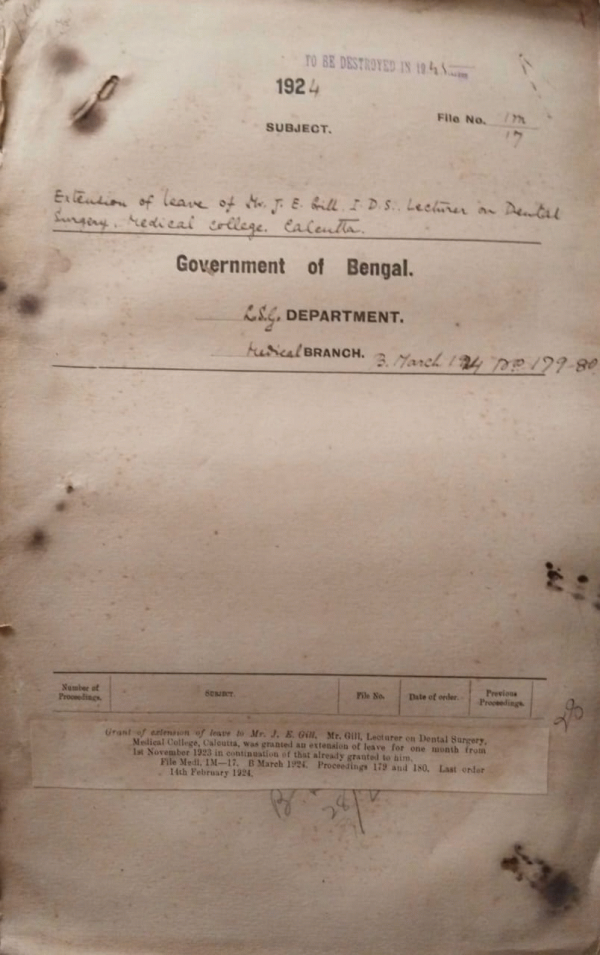 TO BE DESTROYED IN 1945
1924
File No. 1M
17
SUBJECT.
Extension of leave of Mr. J. E. Gill. I. D. S., Lecturer on Dental
Surgery, Medical College, Calcutta.
Government of Bengal.
L.S.G. DEPARTMENT.
Medical BRANCH. B. March 1924 179-80
Number of Proceedings. SUBJECT. File No. Date of order. Previous Proceedings.
Grant of extension of leave to Mr. J. E. Gill. Mr. Gill, Lecturer on Dental Surgery,
Medical College, Calcutta, was granted an extension of leave for one month from
1st November 1923 in continuation of that already granted to him.
File Medl. 1M—17. B March 1924. Proceedings 179 and 180. Last order
14th February 1924.